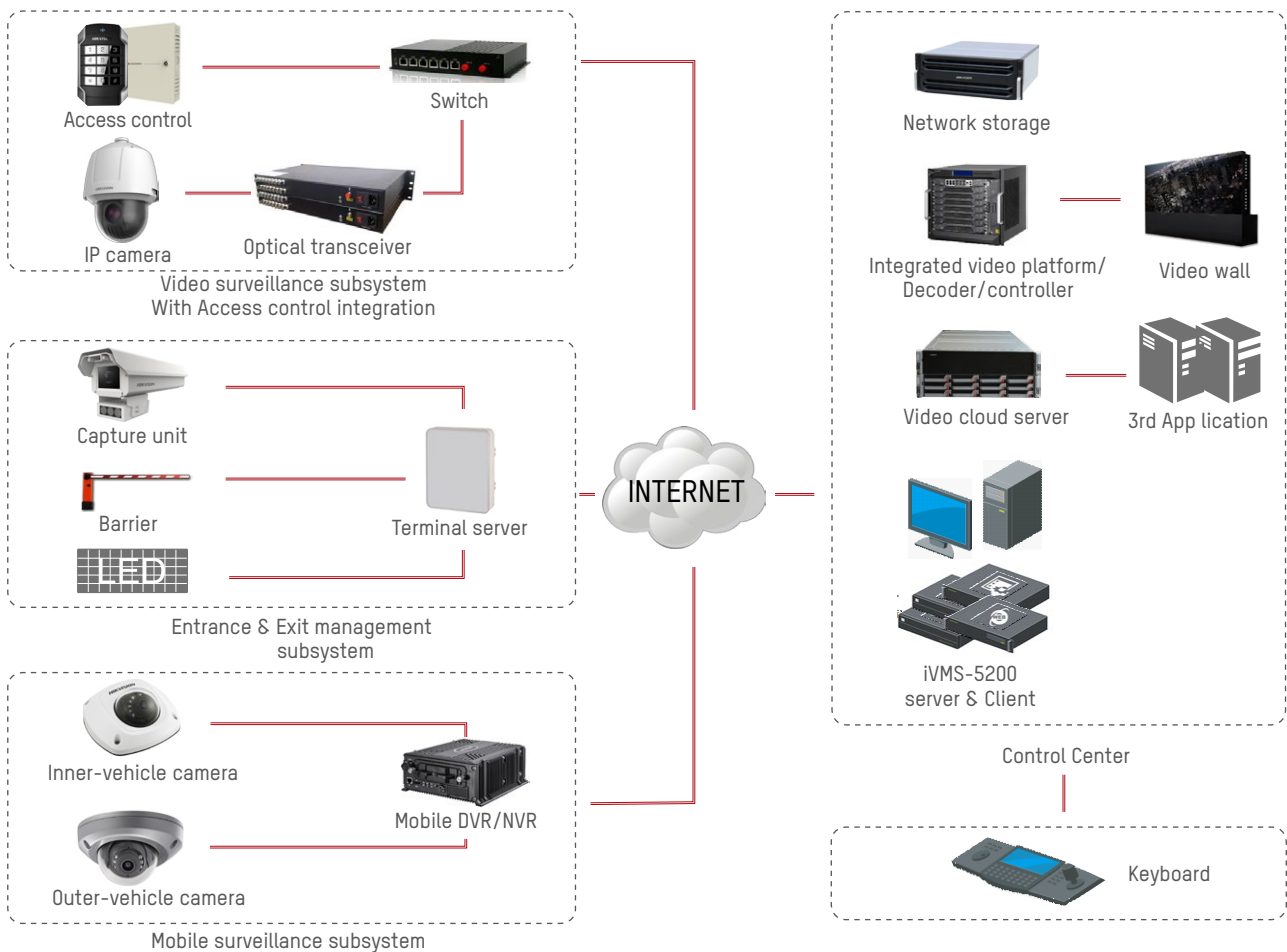 Access control
Switch
IP camera
Optical transceiver
Video surveillance subsystem
With Access control integration
Capture unit
Barrier
LED
Terminal server
Entrance & Exit management
subsystem
HIKVISION
Inner-vehicle camera
Mobile DVR/NVR
Outer-vehicle camera
Mobile surveillance subsystem
INTERNET
Network storage
Integrated video platform/
Decoder/controller
Video wall
Video cloud server
3rd App lication
iVMS-5200
server & Client
Control Center
Keyboard